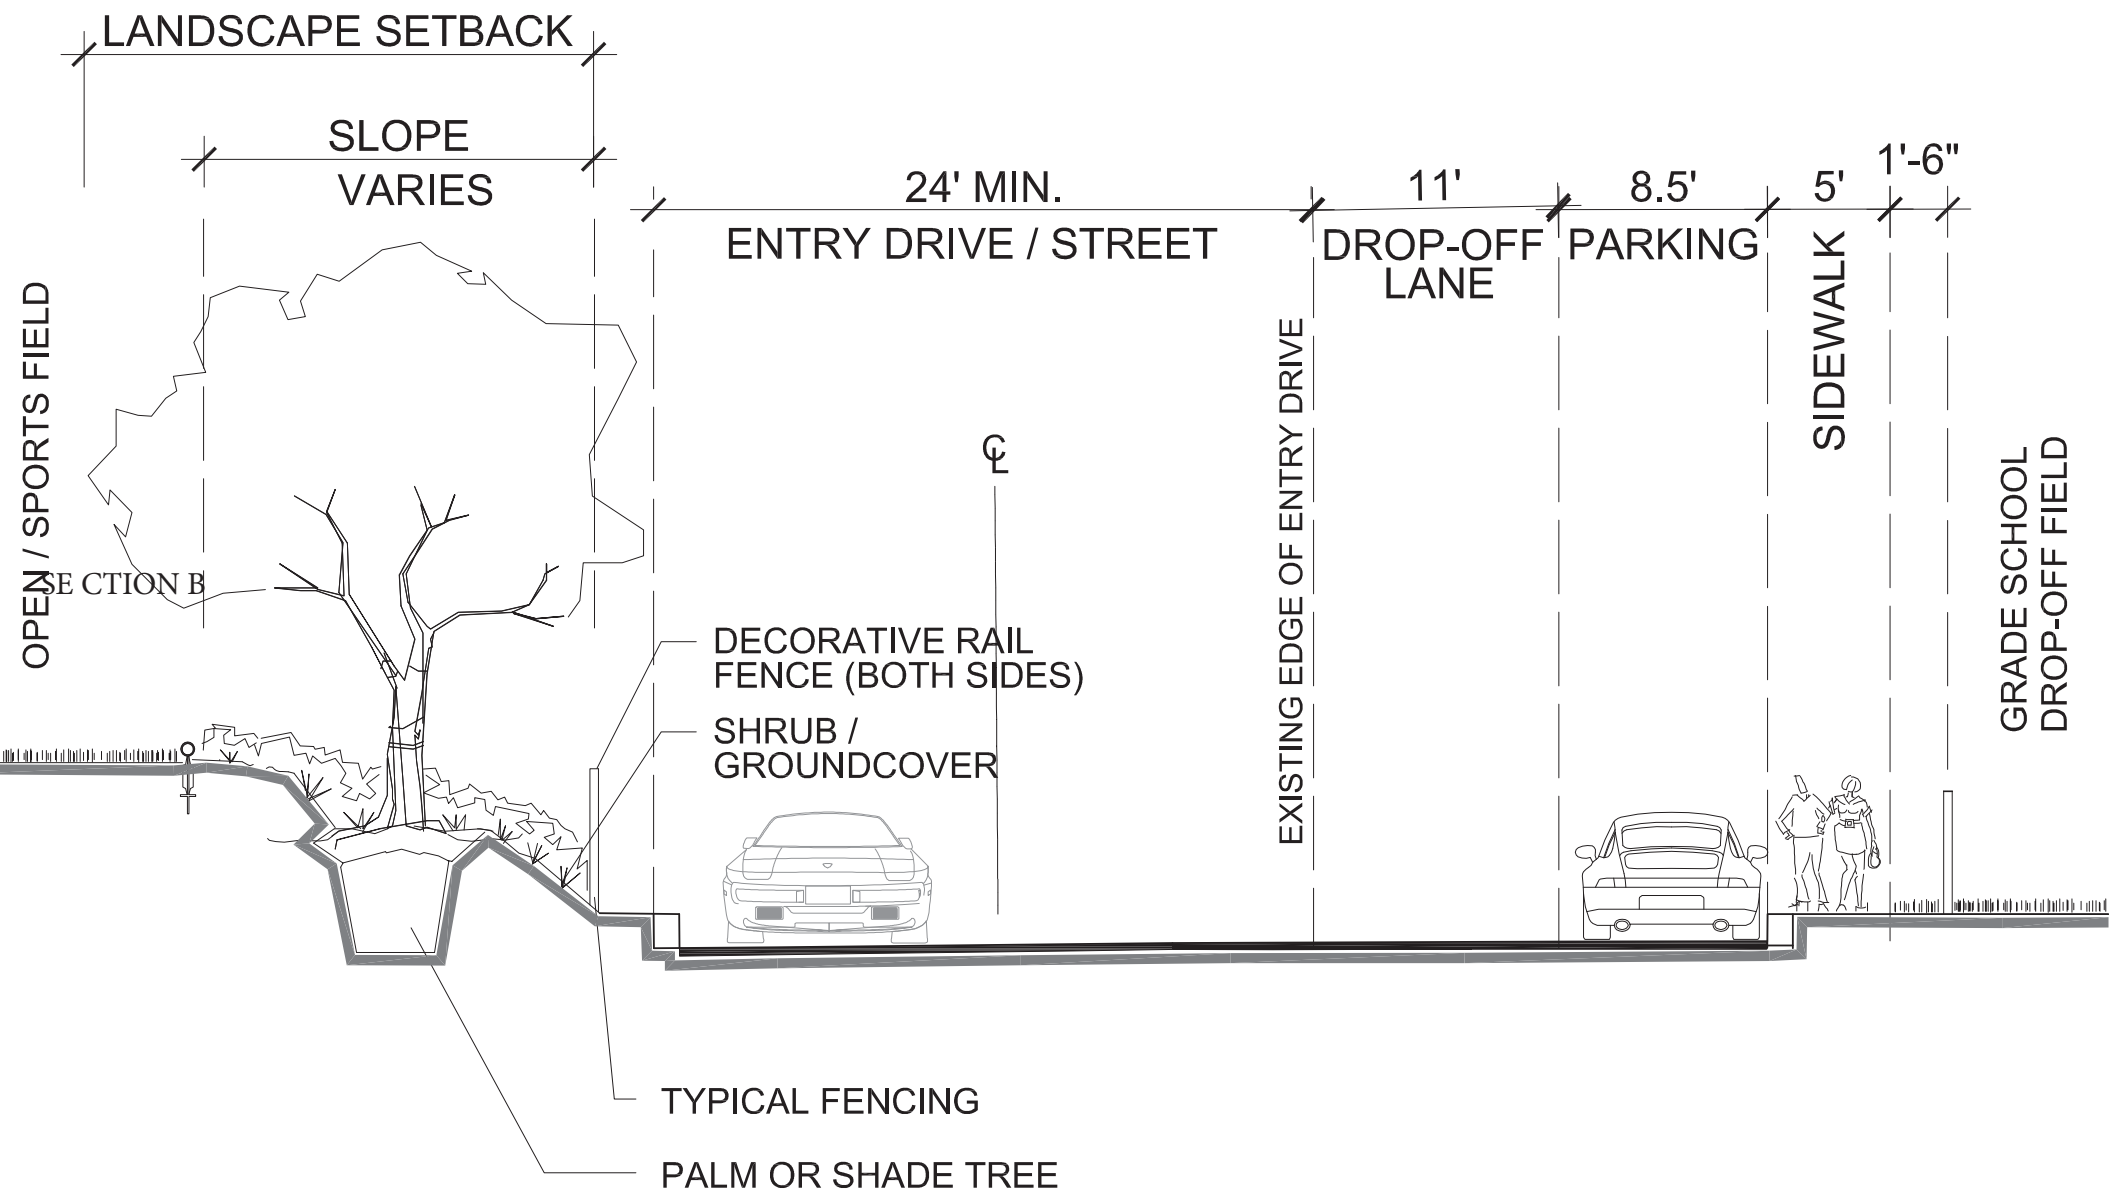 LANDSCAPE SETBACK
SLOPE
VARIES
24' MIN.
ENTRY DRIVE / STREET
11'
DROP-OFF
LANE
8.5'
PARKING
5'
SIDEWALK
1'-6"
OPEN / SPORTS FIELD
SE CTION B
℄
EXISTING EDGE OF ENTRY DRIVE
GRADE SCHOOL
DROP-OFF FIELD
DECORATIVE RAIL
FENCE (BOTH SIDES)
SHRUB /
GROUNDCOVER
TYPICAL FENCING
PALM OR SHADE TREE